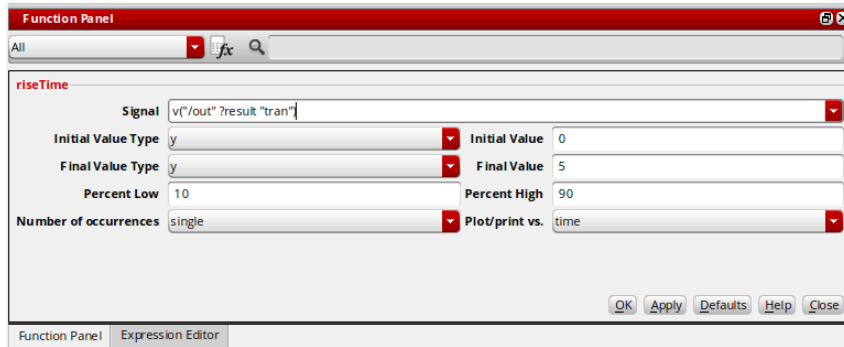 Function Panel
All fx
riseTime
Signal v("/out" ?result "tran")
Initial Value Type y Initial Value 0
Final Value Type y Final Value 5
Percent Low 10 Percent High 90
Number of occurrences single Plot/print vs. time
OK Apply Defaults Help Close
Function Panel Expression Editor